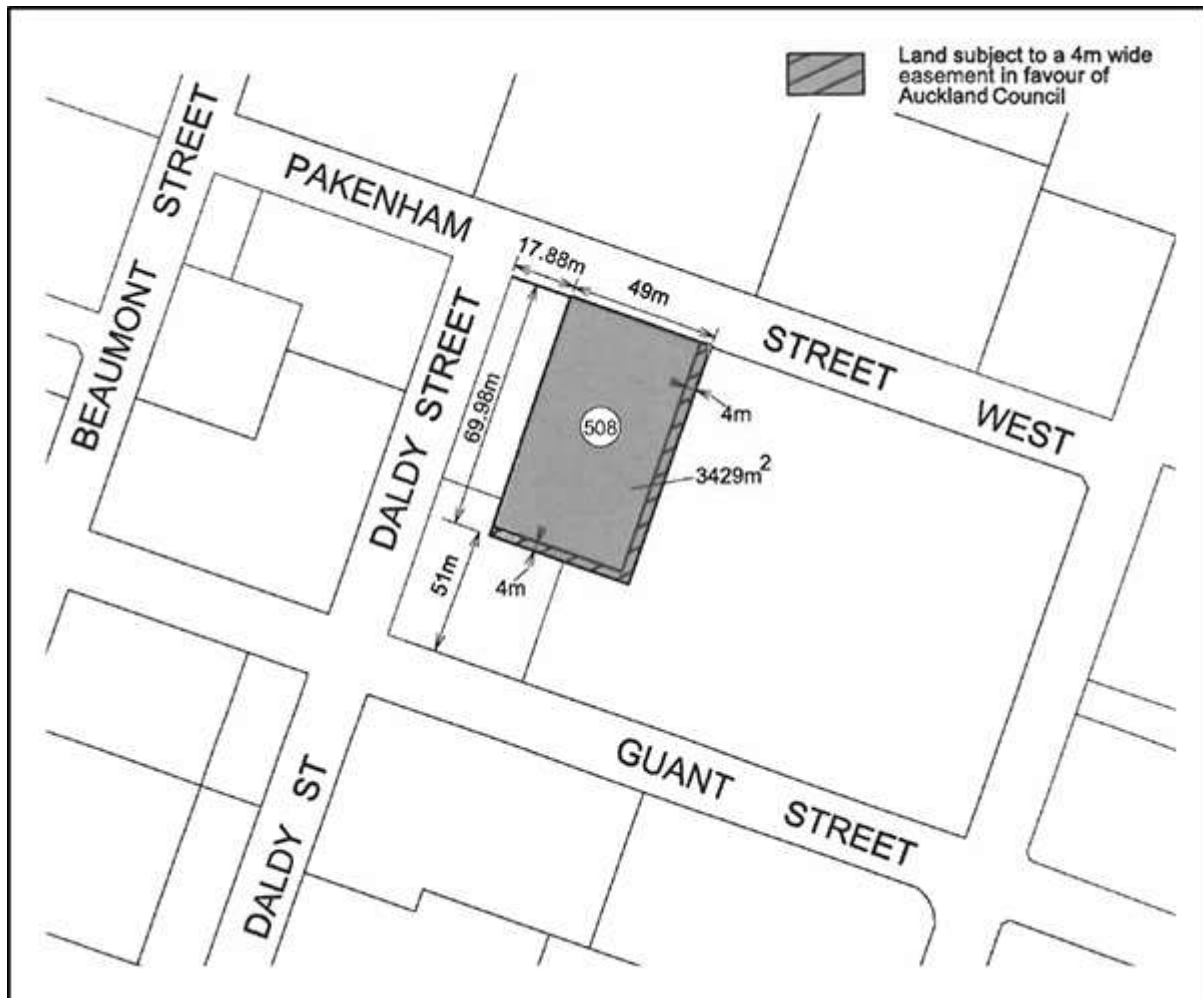 Land subject to a 4m wide
easement in favour of
Auckland Council
BEAUMONT STREET
PAKENHAM STREET WEST
17.88m
49m
DALDY STREET
69.98m
4m
508
3429m²
51m
4m
GUANT STREET
DALDY ST